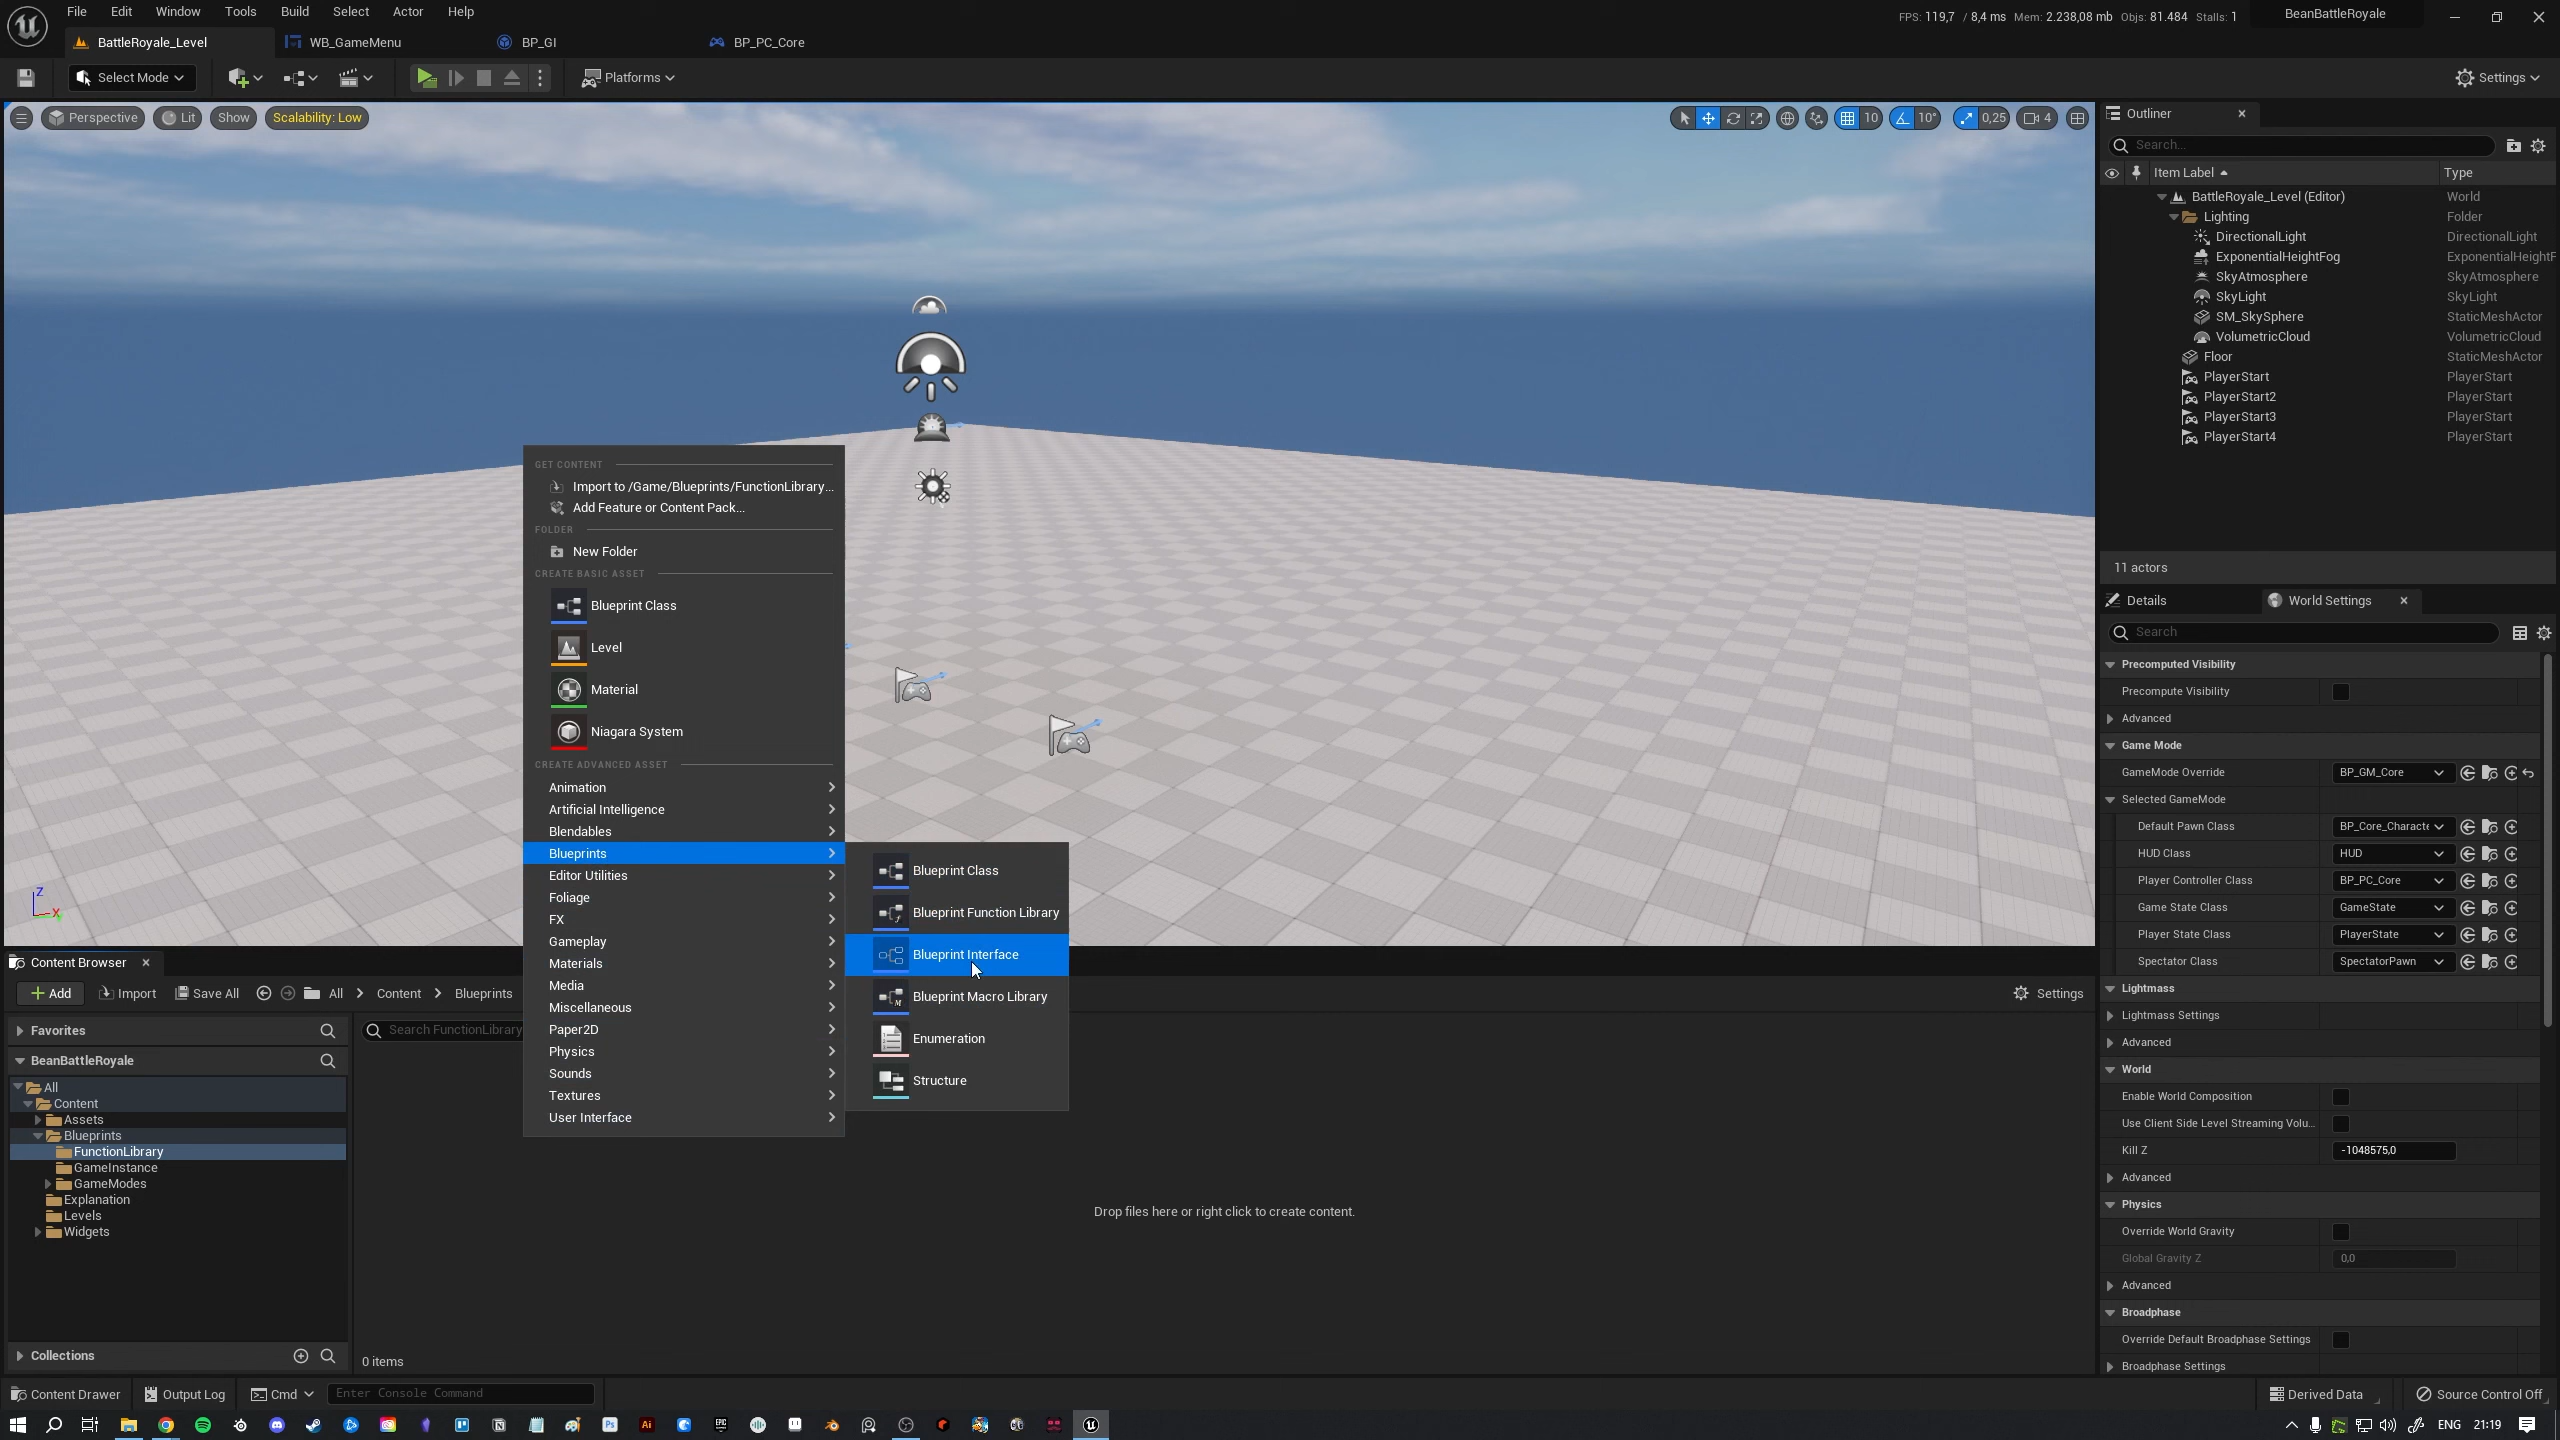 File Edit Window Tools Build Select Actor Help
FPS: 119,7 / 8,4 ms Mem: 2.238,08 mb Objs: 81.484 Stalls: 1
BeanBattleRoyale
BattleRoyale_Level
WB_GameMenu
BP_GI
BP_PC_Core
Select Mode
Platforms
Settings
Perspective
Lit
Show
Scalability: Low
10
10°
0,25
4
Outliner
Search...
Item Label
Type
BattleRoyale_Level (Editor) World
Lighting Folder
DirectionalLight DirectionalLight
ExponentialHeightFog ExponentialHeightF
SkyAtmosphere SkyAtmosphere
SkyLight SkyLight
SM_SkySphere StaticMeshActor
VolumetricCloud VolumetricCloud
Floor StaticMeshActor
PlayerStart PlayerStart
PlayerStart2 PlayerStart
PlayerStart3 PlayerStart
PlayerStart4 PlayerStart
11 actors
Details
World Settings
Search
Precomputed Visibility
Precompute Visibility
Advanced
Game Mode
GameMode Override BP_GM_Core
Selected GameMode
Default Pawn Class BP_Core_Characte
HUD Class HUD
Player Controller Class BP_PC_Core
Game State Class GameState
Player State Class PlayerState
Spectator Class SpectatorPawn
Lightmass
Lightmass Settings
Advanced
World
Enable World Composition
Use Client Side Level Streaming Volu...
Kill Z -1048575,0
Advanced
Physics
Override World Gravity
Global Gravity Z 0,0
Advanced
Broadphase
Override Default Broadphase Settings
Broadphase Settings
GET CONTENT
Import to /Game/Blueprints/FunctionLibrary...
Add Feature or Content Pack...
FOLDER
New Folder
CREATE BASIC ASSET
Blueprint Class
Level
Material
Niagara System
CREATE ADVANCED ASSET
Animation
Artificial Intelligence
Blendables
Blueprints
Editor Utilities
Foliage
FX
Gameplay
Materials
Media
Miscellaneous
Paper2D
Physics
Sounds
Textures
User Interface
Blueprint Class
Blueprint Function Library
Blueprint Interface
Blueprint Macro Library
Enumeration
Structure
Z
X
Content Browser
Add
Import
Save All
All
Content
Blueprints
Settings
Favorites
Search FunctionLibrary
BeanBattleRoyale
All
Content
Assets
Blueprints
FunctionLibrary
GameInstance
GameModes
Explanation
Levels
Widgets
Drop files here or right click to create content.
Collections
0 items
Content Drawer
Output Log
Cmd
Enter Console Command
Derived Data
Source Control Off
Ps
Ai
EPIC
ENG
21:19